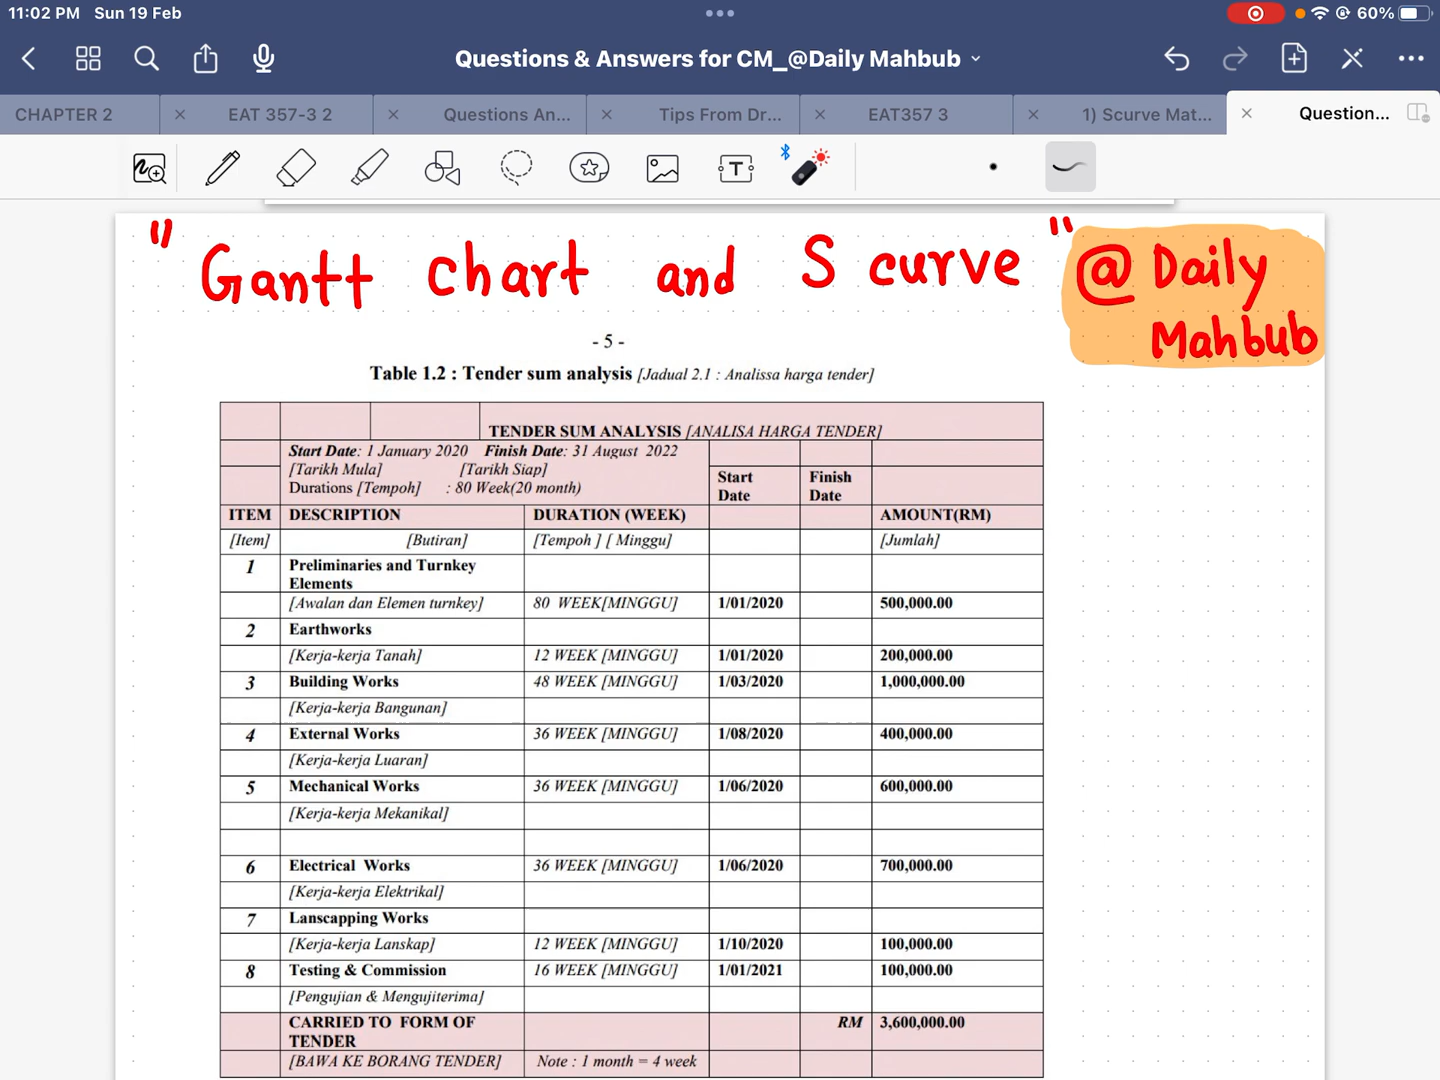 11:02 PM Sun 19 Feb
60%
Questions & Answers for CM_@Daily Mahbub
CHAPTER 2
EAT 357-3 2
Questions An...
Tips From Dr...
EAT357 3
1) Scurve Mat...
Question...
T
" Gantt chart and S curve " @ Daily
Mahbub
- 5 -
Table 1.2 : Tender sum analysis [Jadual 2.1 : Analissa harga tender]
TENDER SUM ANALYSIS [ANALISA HARGA TENDER]
Start Date: 1 January 2020 Finish Date: 31 August 2022
[Tarikh Mula] [Tarikh Siap]
Durations [Tempoh] : 80 Week(20 month)
Start Date
Finish Date
ITEM DESCRIPTION DURATION (WEEK) AMOUNT(RM)
[Item] [Butiran] [Tempoh ] [ Minggu] [Jumlah]
1 Preliminaries and Turnkey
Elements
[Awalan dan Elemen turnkey] 80 WEEK[MINGGU] 1/01/2020 500,000.00
2 Earthworks
[Kerja-kerja Tanah] 12 WEEK [MINGGU] 1/01/2020 200,000.00
3 Building Works 48 WEEK [MINGGU] 1/03/2020 1,000,000.00
[Kerja-kerja Bangunan]
4 External Works 36 WEEK [MINGGU] 1/08/2020 400,000.00
[Kerja-kerja Luaran]
5 Mechanical Works 36 WEEK [MINGGU] 1/06/2020 600,000.00
[Kerja-kerja Mekanikal]
6 Electrical Works 36 WEEK [MINGGU] 1/06/2020 700,000.00
[Kerja-kerja Elektrikal]
7 Lanscapping Works
[Kerja-kerja Lanskap] 12 WEEK [MINGGU] 1/10/2020 100,000.00
8 Testing & Commission 16 WEEK [MINGGU] 1/01/2021 100,000.00
[Pengujian & Mengujiterima]
CARRIED TO FORM OF RM 3,600,000.00
TENDER
[BAWA KE BORANG TENDER] Note : 1 month = 4 week